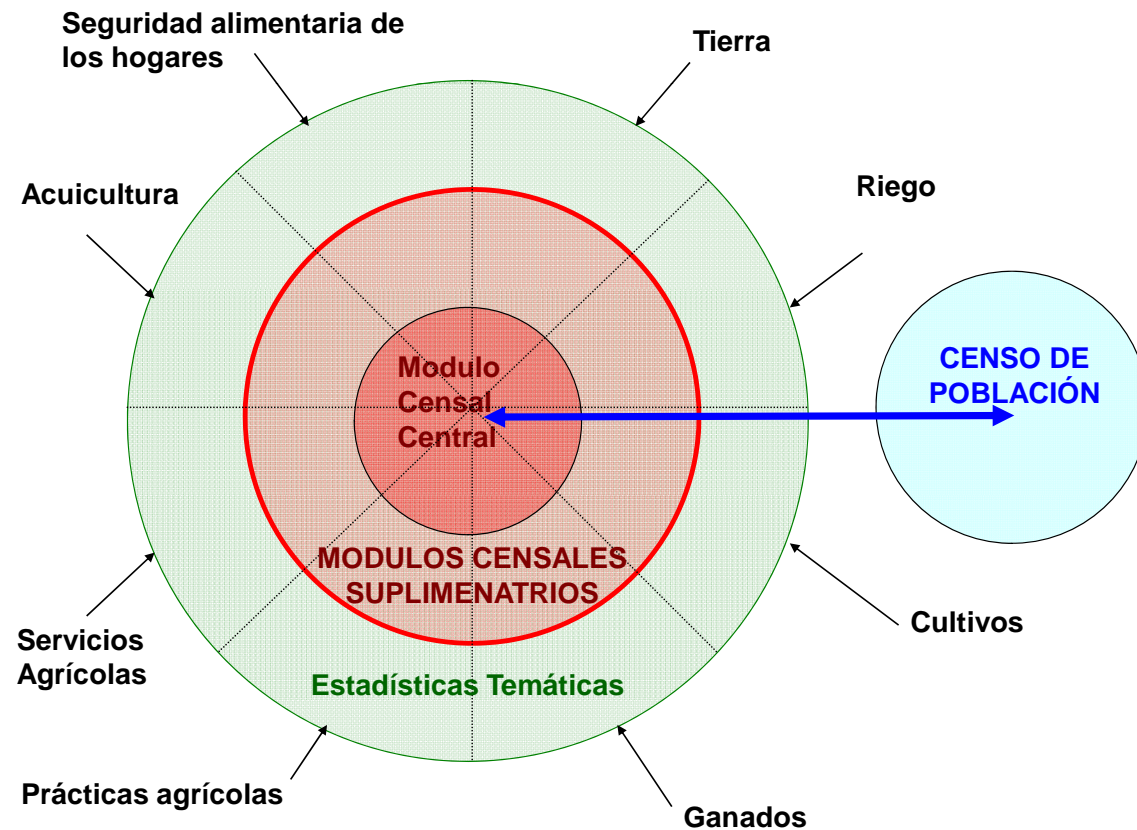 Seguridad alimentaria de
los hogares
Tierra
Acuicultura
Riego
CENSO DE
POBLACIÓN
Modulo
Censal
Central
MODULOS CENSALES
SUPLIMENATRIOS
Servicios
Agrícolas
Cultivos
Estadísticas Temáticas
Prácticas agrícolas
Ganados